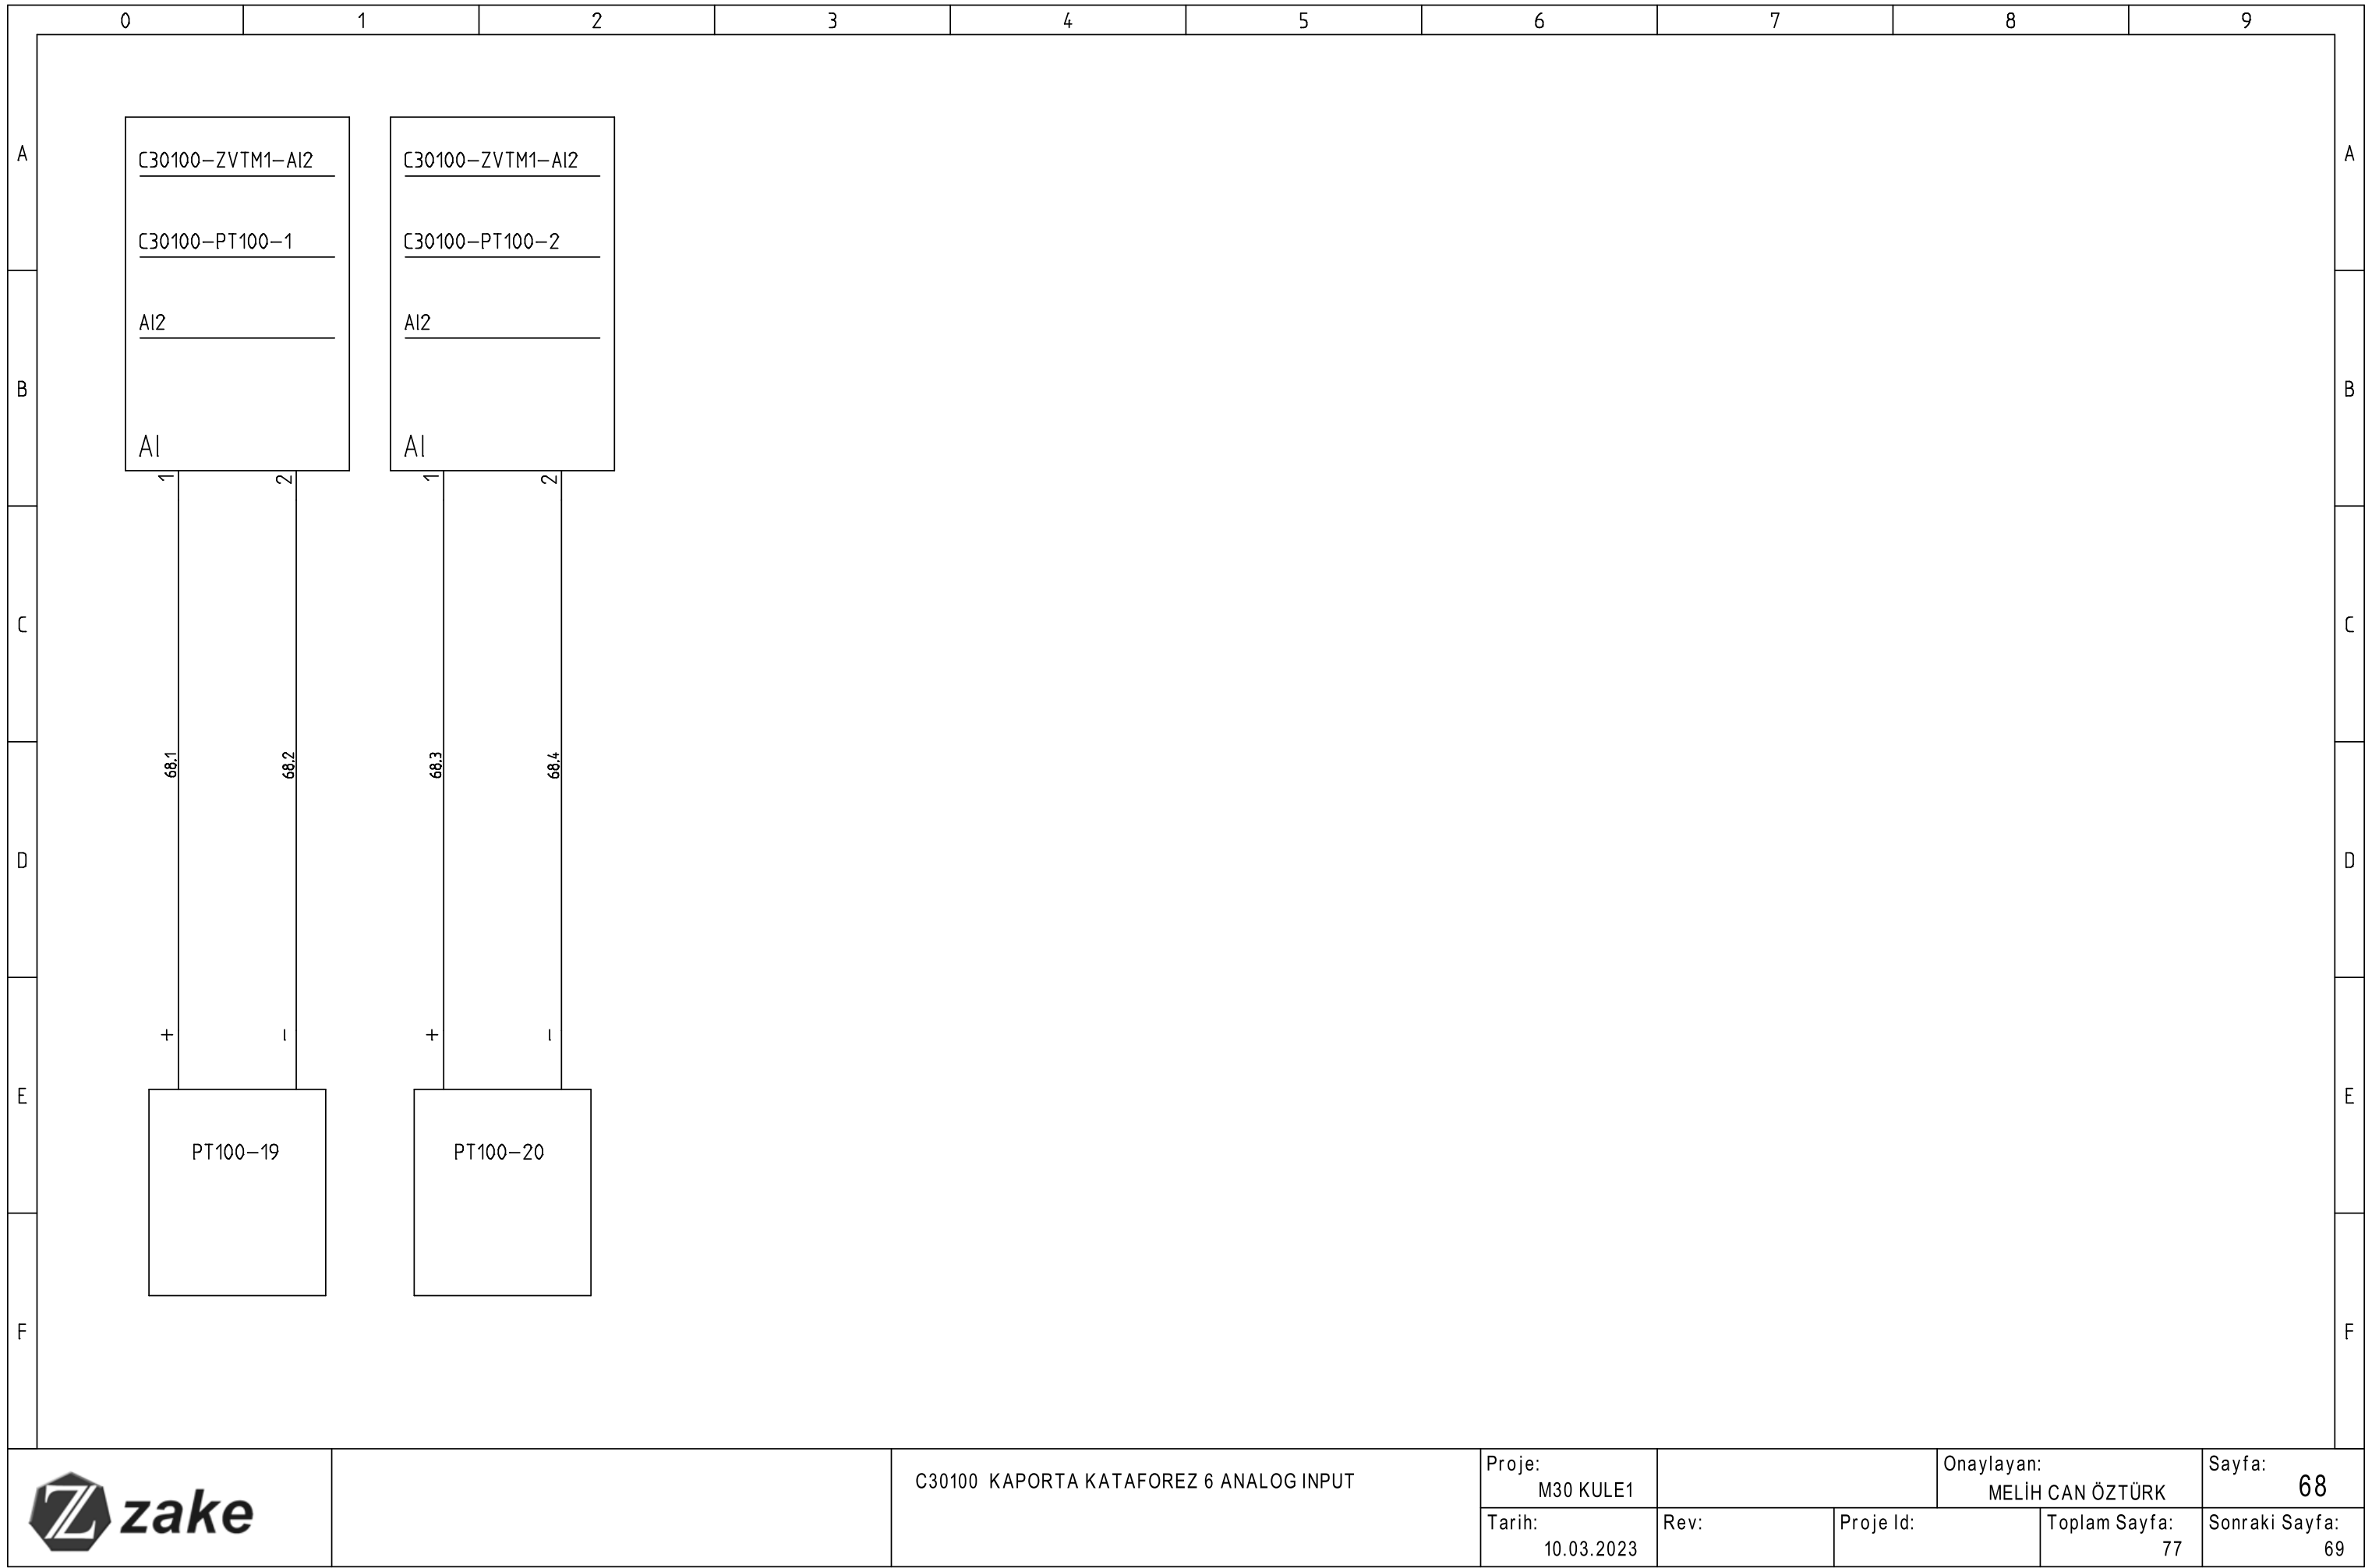 0 1 2 3 4 5 6 7 8 9
A A
C30100-ZVTM1-AI2 C30100-ZVTM1-AI2
C30100-PT100-1 C30100-PT100-2
AI2 AI2
B B
AI AI
1 2 1 2
C C
68.1 68.2 68.3 68.4
D D
+ - + -
E E
PT100-19 PT100-20
F F
zake
C30100 KAPORTA KATAFOREZ 6 ANALOG INPUT
Proje:
M30 KULE1
Onaylayan:
MELİH CAN ÖZTÜRK
Sayfa:
68
Tarih:
10.03.2023
Rev:
Proje Id:
Toplam Sayfa:
77
Sonraki Sayfa:
69